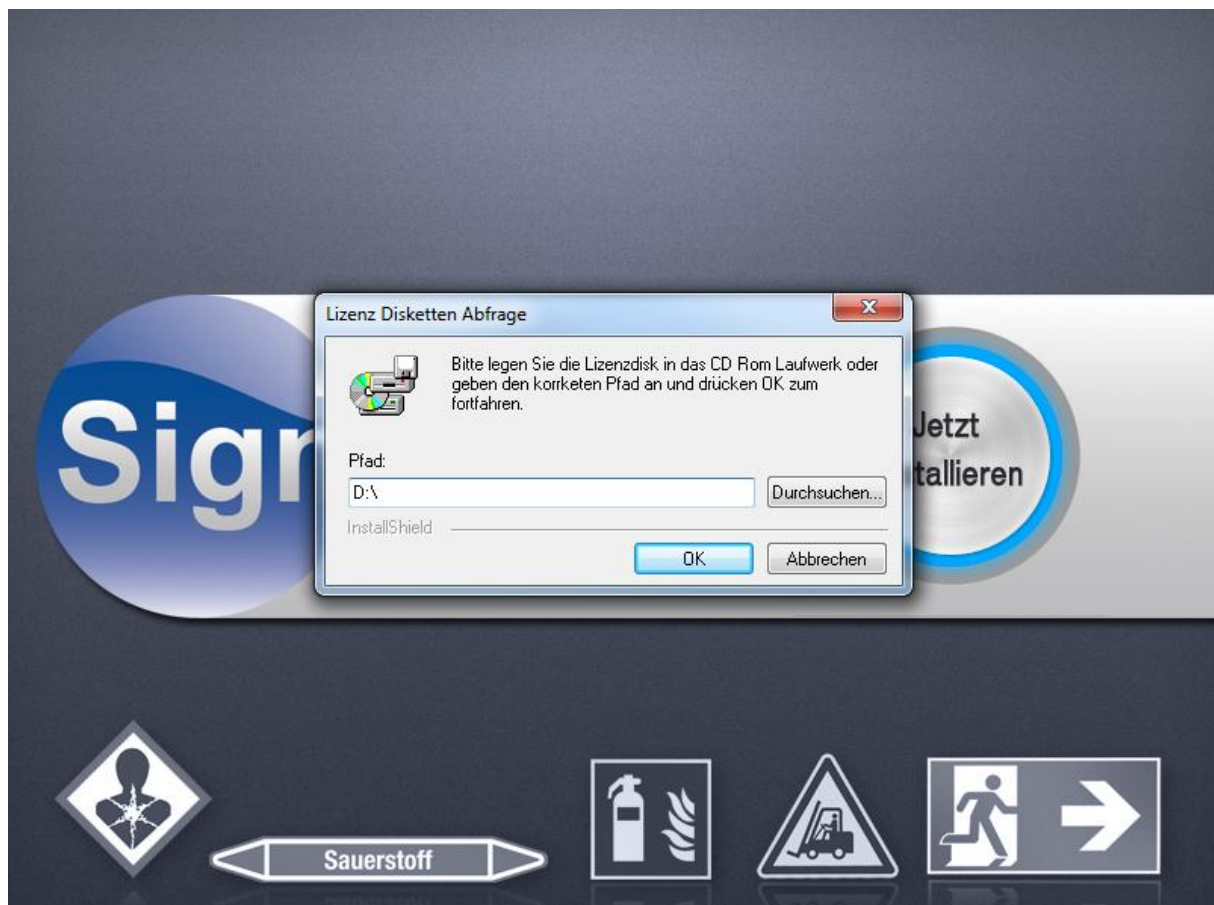 Lizenz Disketten Abfrage
Bitte legen Sie die Lizenzdisk in das CD Rom Laufwerk oder
geben den korrketen Pfad an und drücken OK zum
fortfahren.
Pfad:
D:\
Durchsuchen...
InstallShield
OK
Abbrechen
Sign
Jetzt
tallieren
Sauerstoff